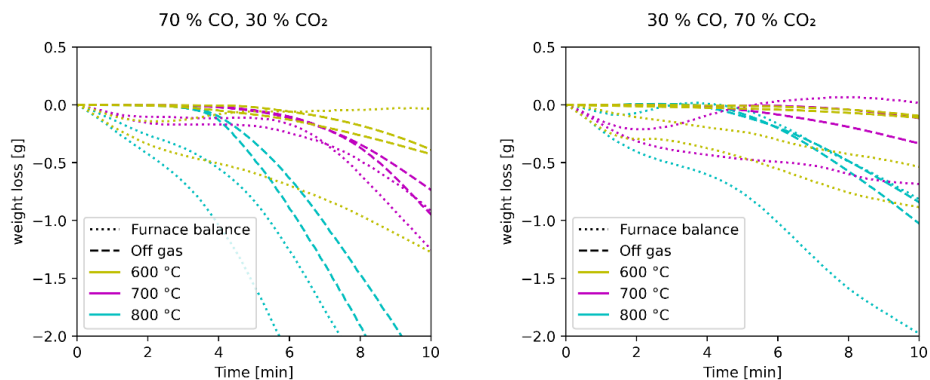 70 % CO, 30 % CO₂
0.5
0.0
−0.5
−1.0
−1.5
−2.0
weight loss [g]
Furnace balance
Off gas
600 °C
700 °C
800 °C
0 2 4 6 8 10
Time [min]
30 % CO, 70 % CO₂
0.5
0.0
−0.5
−1.0
−1.5
−2.0
weight loss [g]
Furnace balance
Off gas
600 °C
700 °C
800 °C
0 2 4 6 8 10
Time [min]